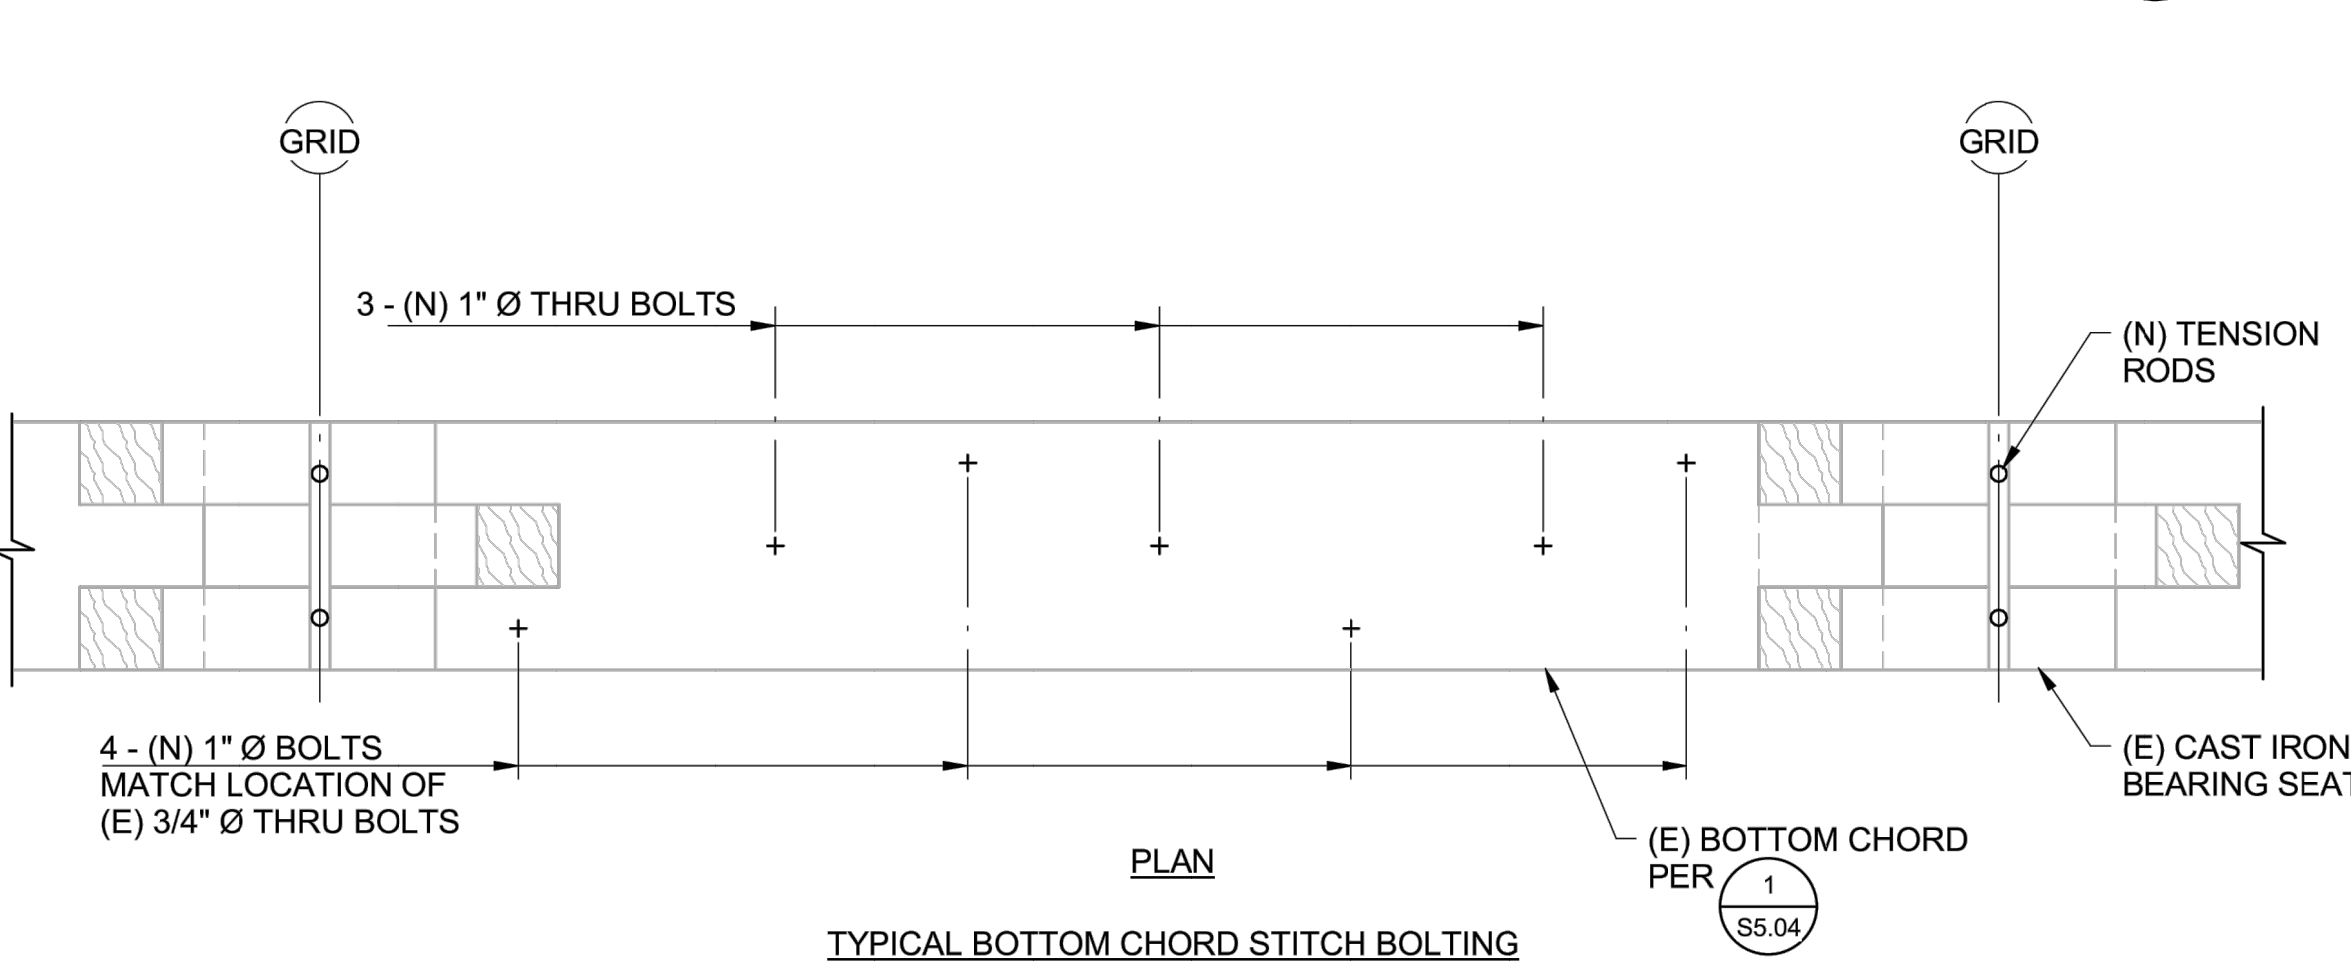 GRID
GRID
3 - (N) 1" Ø THRU BOLTS
(N) TENSION
RODS
4 - (N) 1" Ø BOLTS
MATCH LOCATION OF
(E) 3/4" Ø THRU BOLTS
(E) CAST IRON
BEARING SEAT
(E) BOTTOM CHORD
PER
1
S5.04
PLAN
TYPICAL BOTTOM CHORD STITCH BOLTING